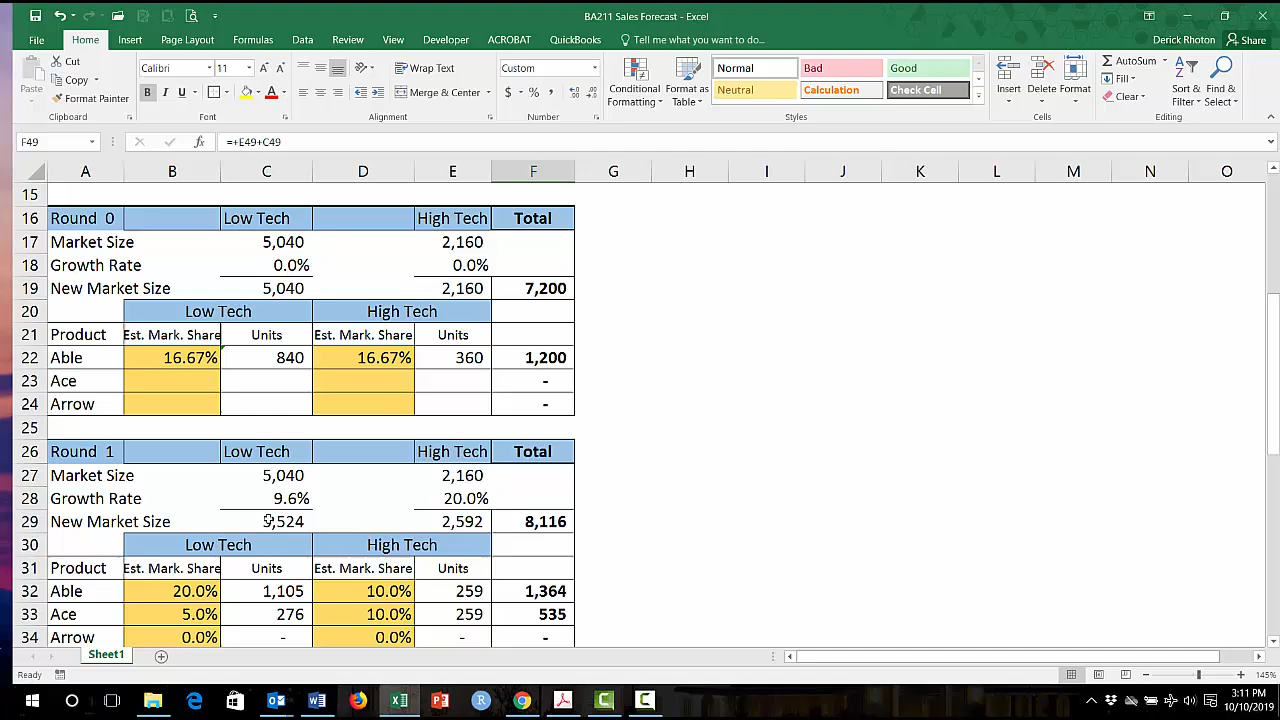 BA211 Sales Forecast - Excel
File Home Insert Page Layout Formulas Data Review View Developer ACROBAT QuickBooks Tell me what you want to do... Derick Rhoton Share
Paste
Cut
Copy
Format Painter
Clipboard
Calibri 11
B I U A
Font
Wrap Text
Merge & Center
Alignment
Custom
$ % ,
Number
Conditional Formatting
Format as Table
Normal Bad Good
Neutral Calculation Check Cell
Styles
Insert Delete Format
Cells
AutoSum
Fill
Clear
Sort & Filter
Find & Select
Editing
F49 fx =+E49+C49
A B C D E F G H I J K L M N O
15
16 Round 0 Low Tech High Tech Total
17 Market Size 5,040 2,160
18 Growth Rate 0.0% 0.0%
19 New Market Size 5,040 2,160 7,200
20 Low Tech High Tech
21 Product Est. Mark. Share Units Est. Mark. Share Units
22 Able 16.67% 840 16.67% 360 1,200
23 Ace -
24 Arrow -
25
26 Round 1 Low Tech High Tech Total
27 Market Size 5,040 2,160
28 Growth Rate 9.6% 20.0%
29 New Market Size 5,524 2,592 8,116
30 Low Tech High Tech
31 Product Est. Mark. Share Units Est. Mark. Share Units
32 Able 20.0% 1,105 10.0% 259 1,364
33 Ace 5.0% 276 10.0% 259 535
34 Arrow 0.0% - 0.0% - -
Sheet1
Ready 145%
3:11 PM
10/10/2019